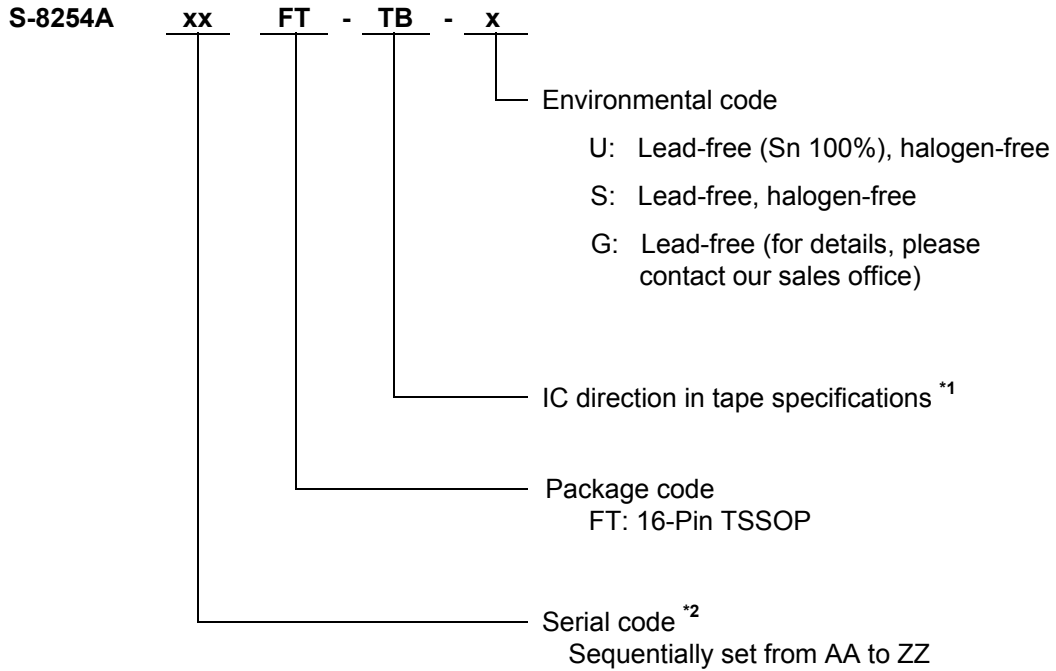 S-8254A xx FT - TB - x
Environmental code
U: Lead-free (Sn 100%), halogen-free
S: Lead-free, halogen-free
G: Lead-free (for details, please
contact our sales office)
IC direction in tape specifications *1
Package code
FT: 16-Pin TSSOP
Serial code *2
Sequentially set from AA to ZZ